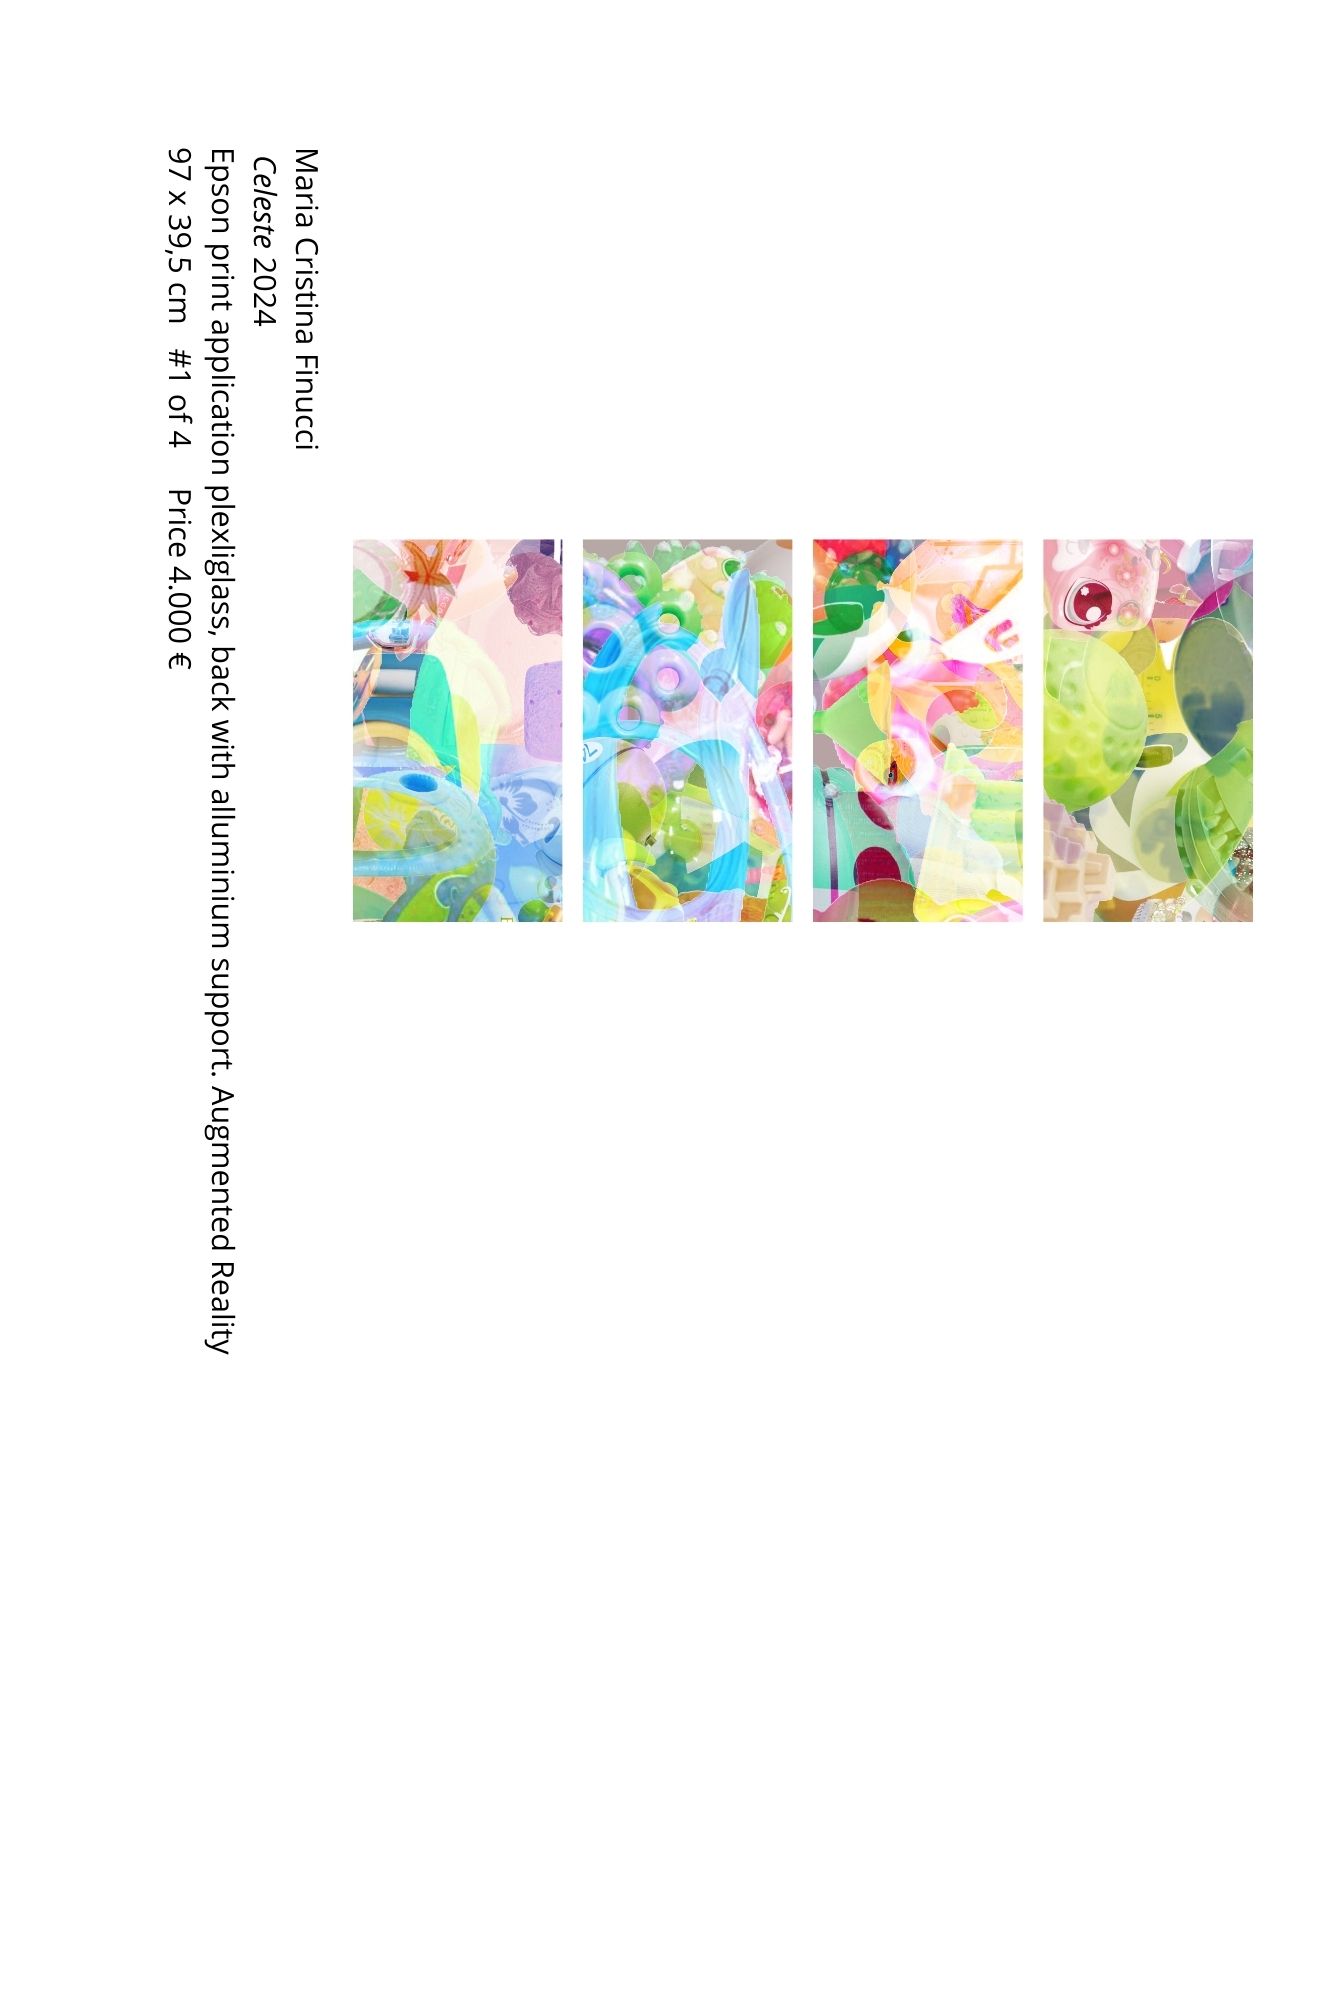 Maria Cristina Finucci
Celeste 2024
Epson print application plexliglass, back with alluminium support. Augmented Reality
97 x 39,5 cm #1 of 4 Price 4.000 €